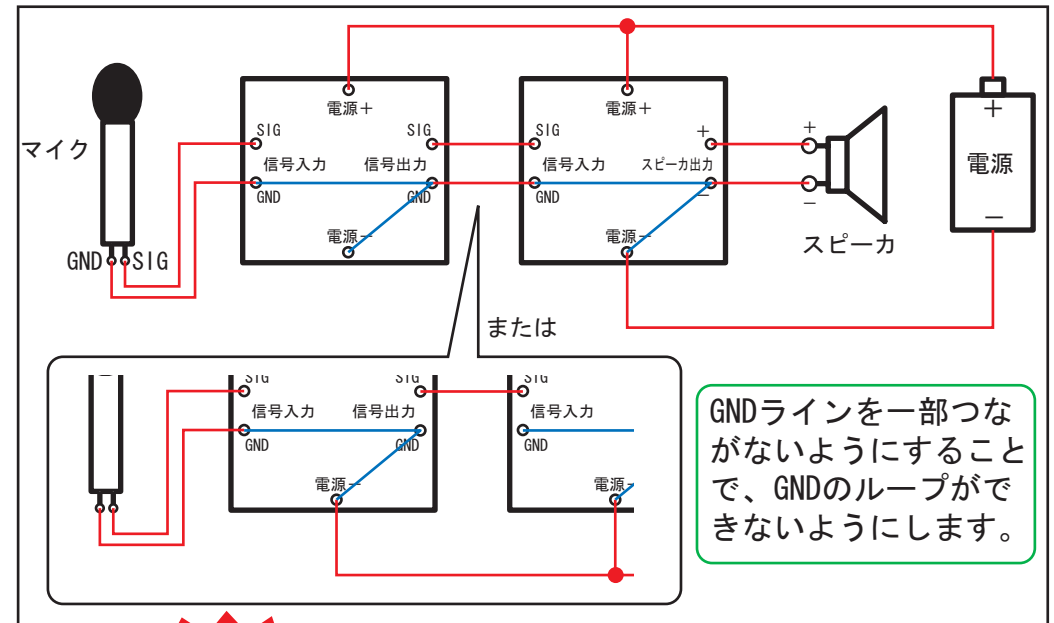 マイク
GND
SIG
電源+
SIG
SIG
信号入力
信号出力
GND
GND
電源-
電源+
SIG
+
信号入力
スピーカ出力
GND
-
電源-
+
-
スピーカ
+
電源
-
または
SIG
SIG
信号入力
信号出力
GND
GND
電源-
SIG
信号入力
GND
電源-
GNDラインを一部つな
がないようにすること
で、GNDのループがで
きないようにします。